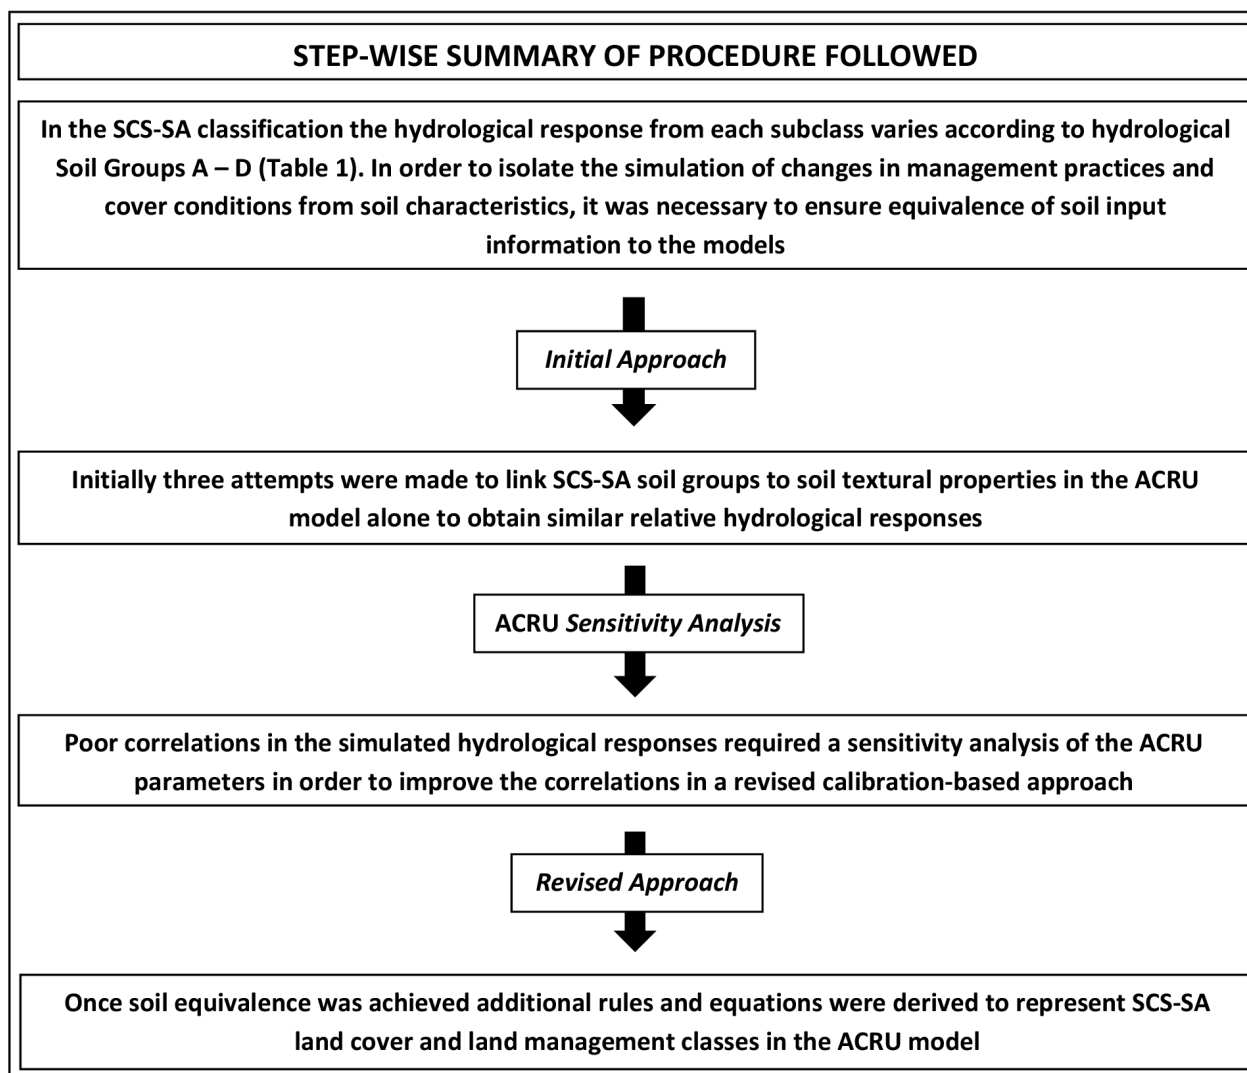 STEP-WISE SUMMARY OF PROCEDURE FOLLOWED
In the SCS-SA classification the hydrological response from each subclass varies according to hydrological
Soil Groups A – D (Table 1). In order to isolate the simulation of changes in management practices and
cover conditions from soil characteristics, it was necessary to ensure equivalence of soil input
information to the models
Initial Approach
Initially three attempts were made to link SCS-SA soil groups to soil textural properties in the ACRU
model alone to obtain similar relative hydrological responses
ACRU Sensitivity Analysis
Poor correlations in the simulated hydrological responses required a sensitivity analysis of the ACRU
parameters in order to improve the correlations in a revised calibration-based approach
Revised Approach
Once soil equivalence was achieved additional rules and equations were derived to represent SCS-SA
land cover and land management classes in the ACRU model